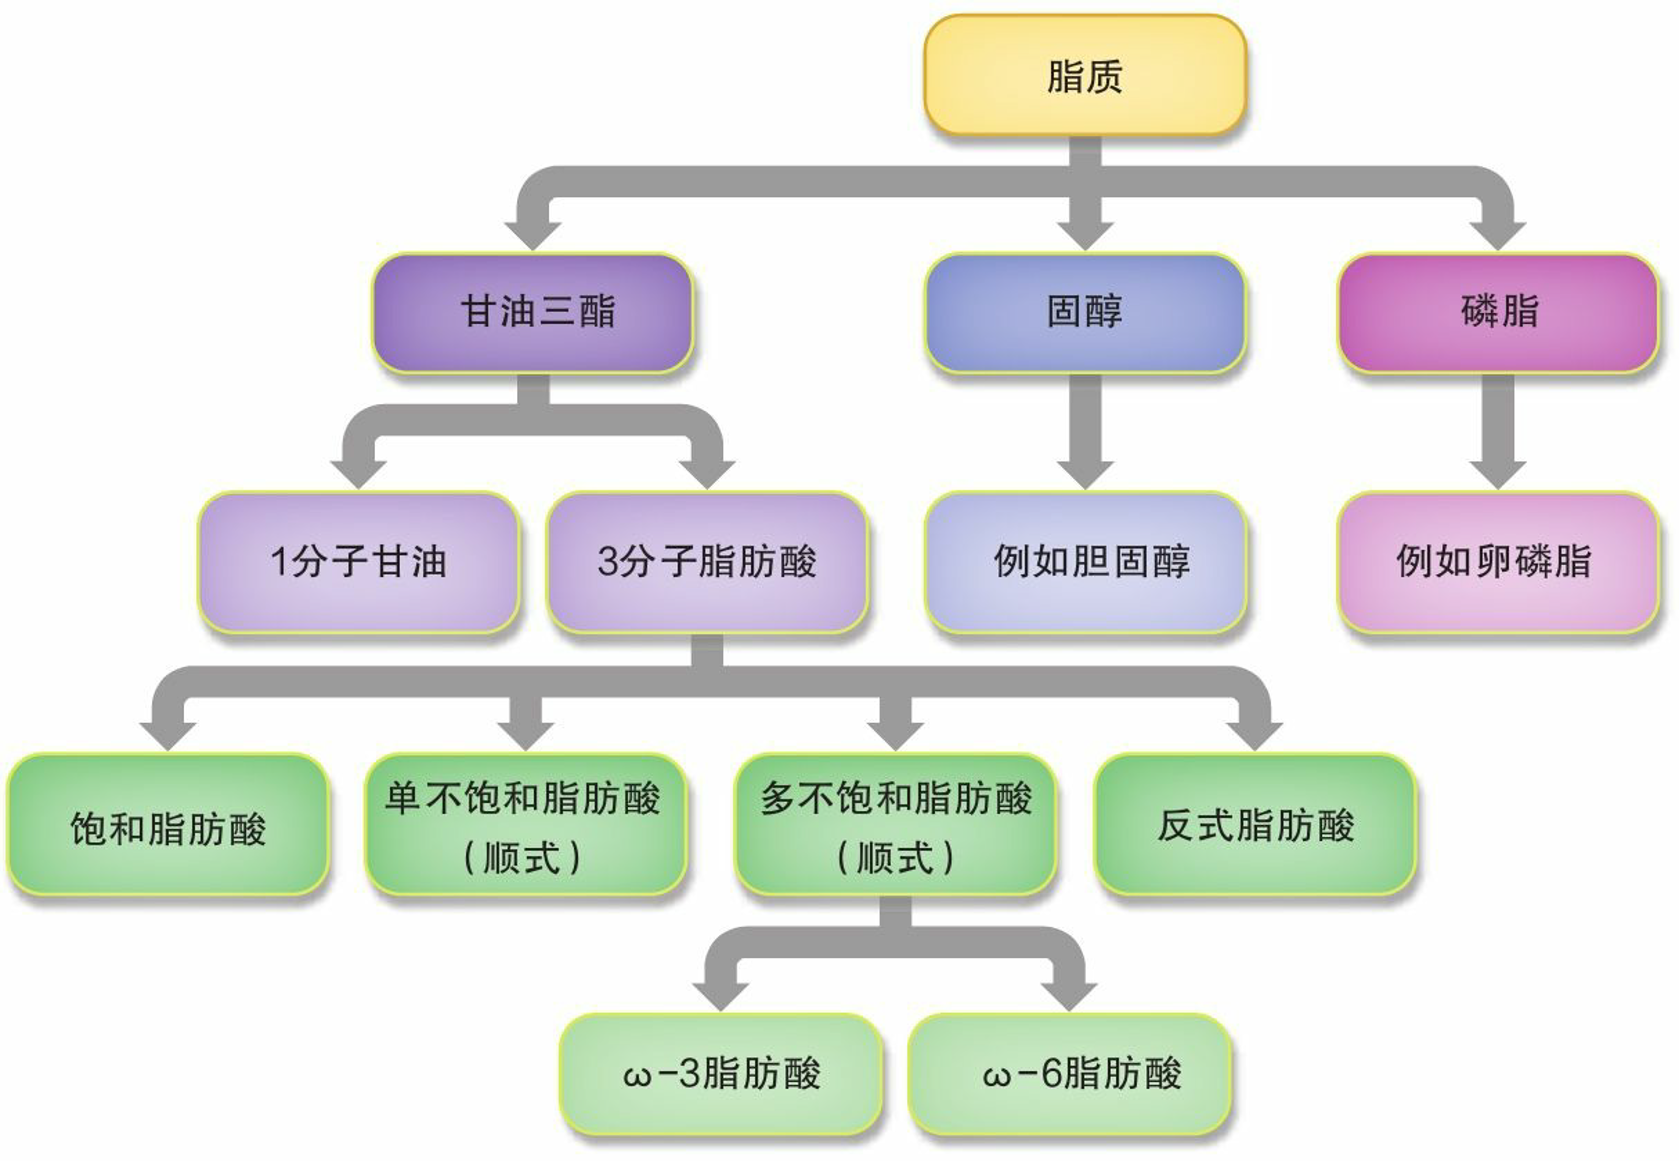 脂质
甘油三酯
固醇
磷脂
1分子甘油
3分子脂肪酸
例如胆固醇
例如卵磷脂
饱和脂肪酸
单不饱和脂肪酸
（顺式）
多不饱和脂肪酸
（顺式）
反式脂肪酸
ω-3脂肪酸
ω-6脂肪酸